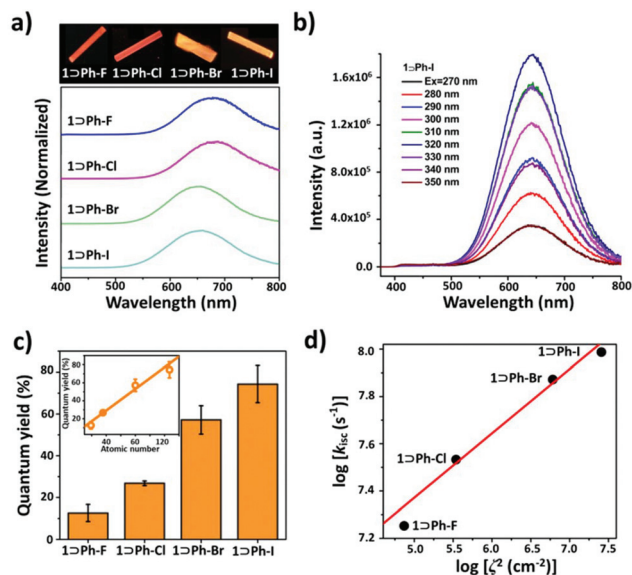 a)
1⊃Ph-F 1⊃Ph-Cl 1⊃Ph-Br 1⊃Ph-I
Intensity (Normalized)
1⊃Ph-F
1⊃Ph-Cl
1⊃Ph-Br
1⊃Ph-I
400 500 600 700 800
Wavelength (nm)
b)
Intensity (a.u.)
1.6x10⁶
1.2x10⁶
8.0x10⁵
4.0x10⁵
0.0
1⊃Ph-I
Ex=270 nm
280 nm
290 nm
300 nm
310 nm
320 nm
330 nm
340 nm
350 nm
400 500 600 700 800
Wavelength (nm)
c)
Quantum yield (%)
80
60
40
20
0
Quantum yield (%)
80
60
40
20
0
40 80 120
Atomic number
1⊃Ph-F 1⊃Ph-Cl 1⊃Ph-Br 1⊃Ph-I
d)
log [kisc (s⁻¹)]
8.0
7.8
7.6
7.4
7.2
1⊃Ph-I
1⊃Ph-Br
1⊃Ph-Cl
1⊃Ph-F
5.0 5.5 6.0 6.5 7.0 7.5
log [ζ² (cm⁻²)]